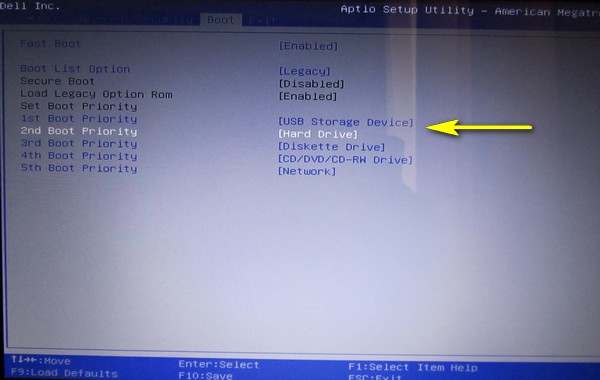 Dell Inc.
Aptio Setup Utility - American Megatre
Boot Exit
Fast Boot [Enabled]
Boot List Option [Legacy]
Secure Boot [Disabled]
Load Legacy Option Rom [Enabled]
Set Boot Priority
1st Boot Priority [USB Storage Device]
2nd Boot Priority [Hard Drive]
3rd Boot Priority [Diskette Drive]
4th Boot Priority [CD/DVD/CD-RW Drive]
5th Boot Priority [Network]
↑↓→←:Move Enter:Select F1:Select Item Help
F9:Load Defaults F10:Save ESC:Exit